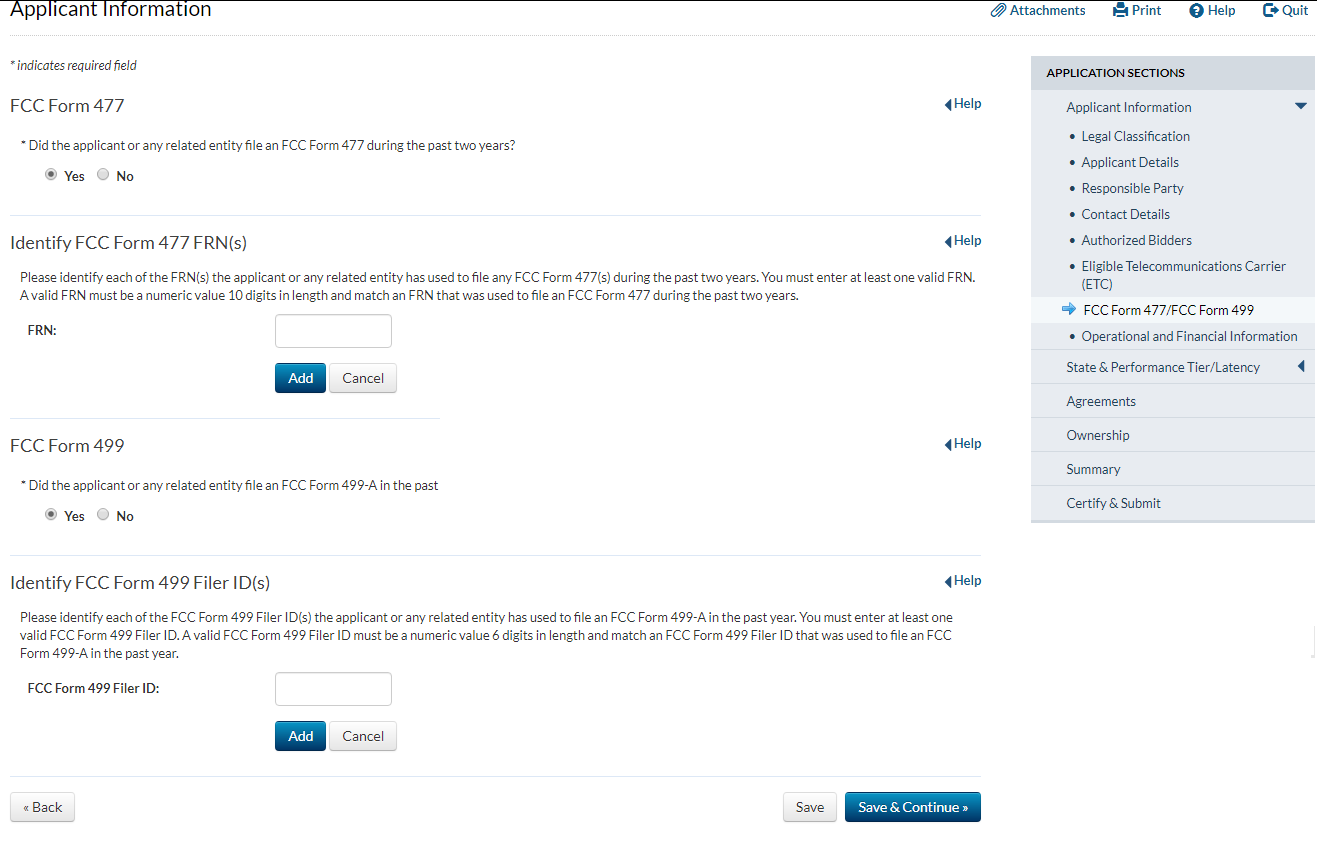 Applicant Information
Attachments Print Help Quit
* indicates required field
FCC Form 477
Help
* Did the applicant or any related entity file an FCC Form 477 during the past two years?
Yes No
Identify FCC Form 477 FRN(s)
Help
Please identify each of the FRN(s) the applicant or any related entity has used to file any FCC Form 477(s) during the past two years. You must enter at least one valid FRN.
A valid FRN must be a numeric value 10 digits in length and match an FRN that was used to file an FCC Form 477 during the past two years.
FRN:
Add Cancel
FCC Form 499
Help
* Did the applicant or any related entity file an FCC Form 499-A in the past
Yes No
Identify FCC Form 499 Filer ID(s)
Help
Please identify each of the FCC Form 499 Filer ID(s) the applicant or any related entity has used to file an FCC Form 499-A in the past year. You must enter at least one
valid FCC Form 499 Filer ID. A valid FCC Form 499 Filer ID must be a numeric value 6 digits in length and match an FCC Form 499 Filer ID that was used to file an FCC
Form 499-A in the past year.
FCC Form 499 Filer ID:
Add Cancel
« Back Save Save & Continue »
APPLICATION SECTIONS
Applicant Information
• Legal Classification
• Applicant Details
• Responsible Party
• Contact Details
• Authorized Bidders
• Eligible Telecommunications Carrier
(ETC)
FCC Form 477/FCC Form 499
• Operational and Financial Information
State & Performance Tier/Latency
Agreements
Ownership
Summary
Certify & Submit